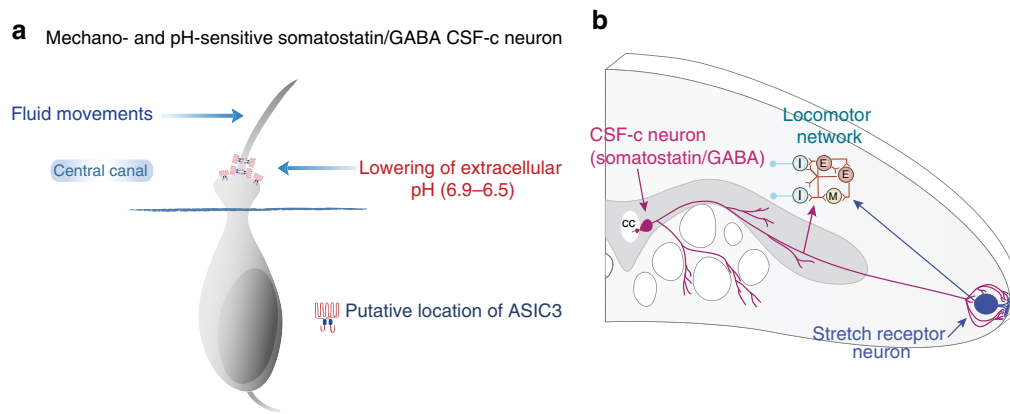 a
Mechano- and pH-sensitive somatostatin/GABA CSF-c neuron
Fluid movements
Central canal
Lowering of extracellular
pH (6.9–6.5)
Putative location of ASIC3
b
Locomotor
network
CSF-c neuron
(somatostatin/GABA)
I
E
E
I
M
cc
Stretch receptor
neuron